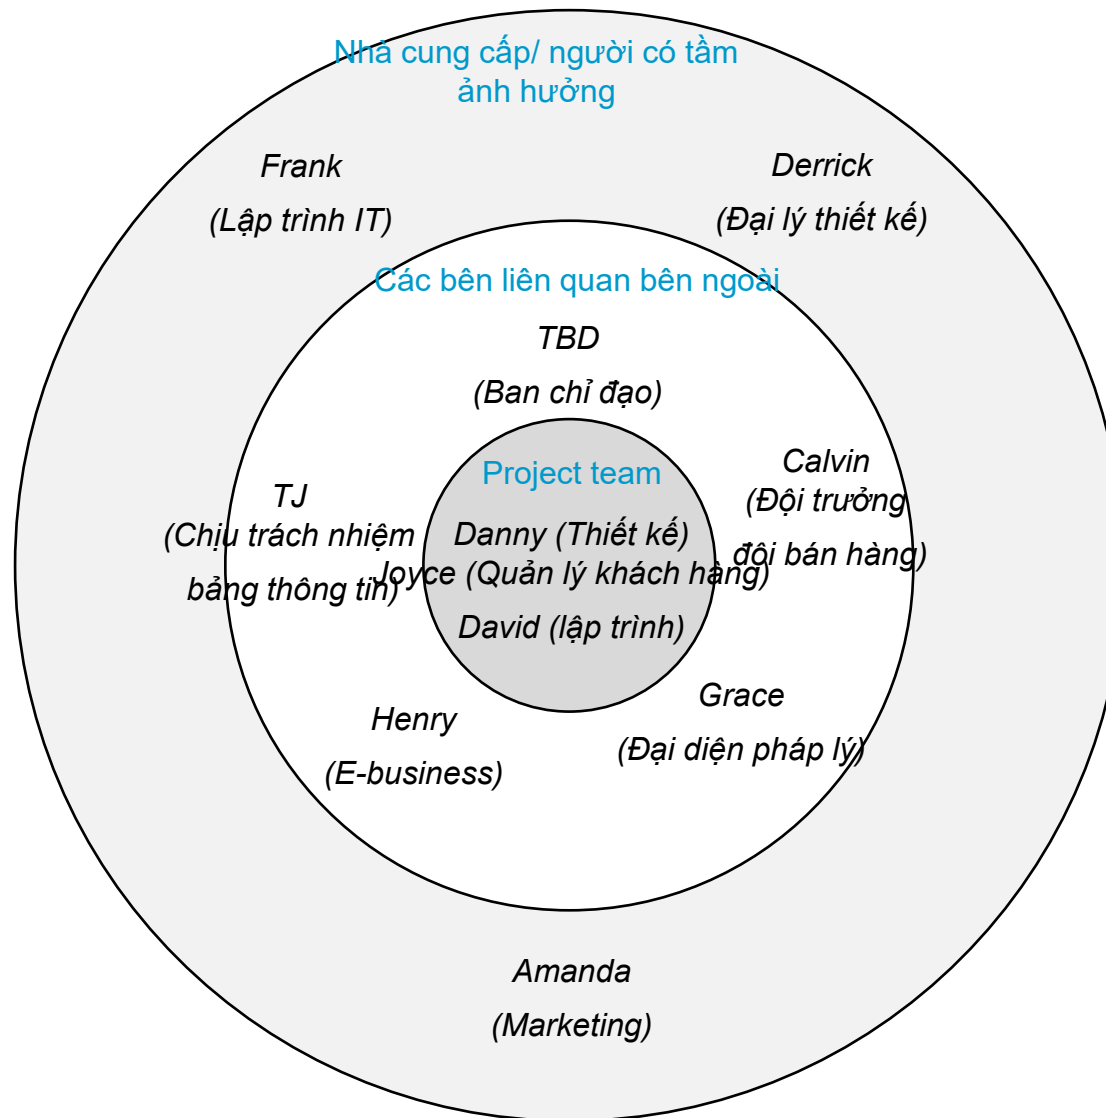 Nhà cung cấp/ người có tầm
ảnh hưởng
Frank
(Lập trình IT)
Derrick
(Đại lý thiết kế)
Các bên liên quan bên ngoài
TBD
(Ban chỉ đạo)
Calvin
(Đội trưởng
đội bán hàng)
TJ
(Chịu trách nhiệm
bảng thông tin)
Project team
Danny (Thiết kế)
Joyce (Quản lý khách hàng)
David (lập trình)
Henry
(E-business)
Grace
(Đại diện pháp lý)
Amanda
(Marketing)